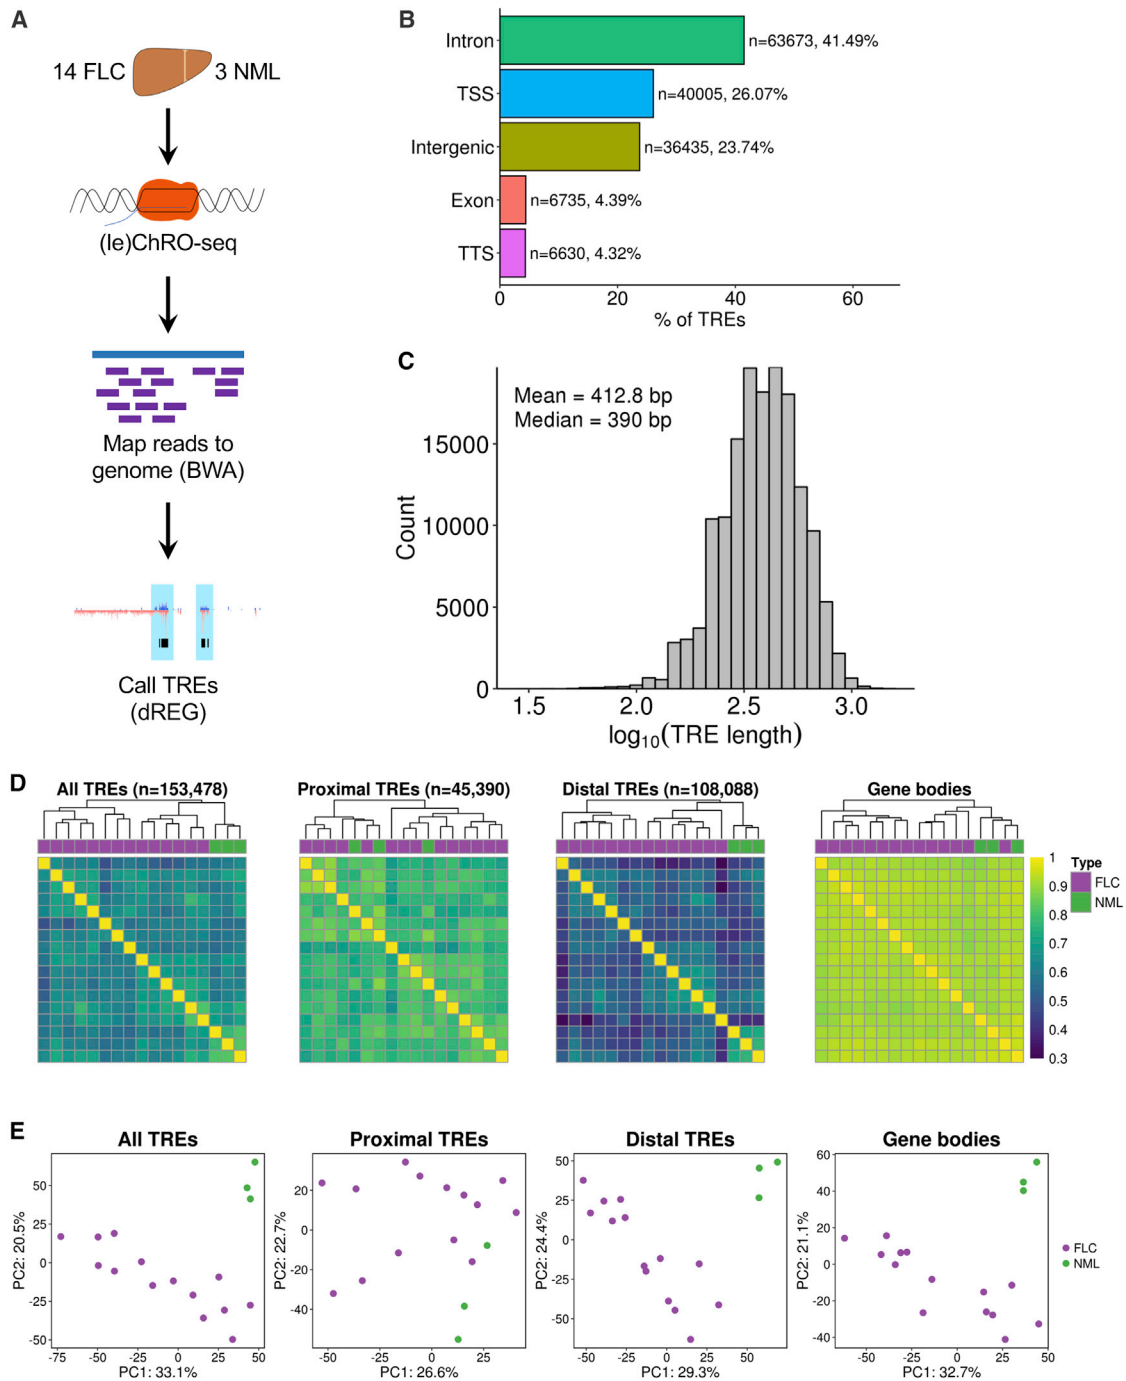 A
14 FLC
3 NML
(le)ChRO-seq
Map reads to
genome (BWA)
Call TREs
(dREG)
B
Intron
n=63673, 41.49%
TSS
n=40005, 26.07%
Intergenic
n=36435, 23.74%
Exon
n=6735, 4.39%
TTS
n=6630, 4.32%
0 20 40 60
% of TREs
C
Mean = 412.8 bp
Median = 390 bp
15000
10000
5000
0
Count
1.5 2.0 2.5 3.0
log10(TRE length)
D
All TREs (n=153,478)
Proximal TREs (n=45,390)
Distal TREs (n=108,088)
Gene bodies
1
0.9
0.8
0.7
0.6
0.5
0.4
0.3
Type
FLC
NML
E
All TREs
50
25
0
-25
-50
PC2: 20.5%
-75 -50 -25 0 25 50
PC1: 33.1%
Proximal TREs
20
0
-20
-40
PC2: 22.7%
-50 -25 0 25
PC1: 26.6%
Distal TREs
50
25
0
-25
-50
PC2: 24.4%
-50 -25 0 25 50
PC1: 29.3%
Gene bodies
60
40
20
0
-20
-40
PC2: 21.1%
-50 -25 0 25 50
PC1: 32.7%
FLC
NML